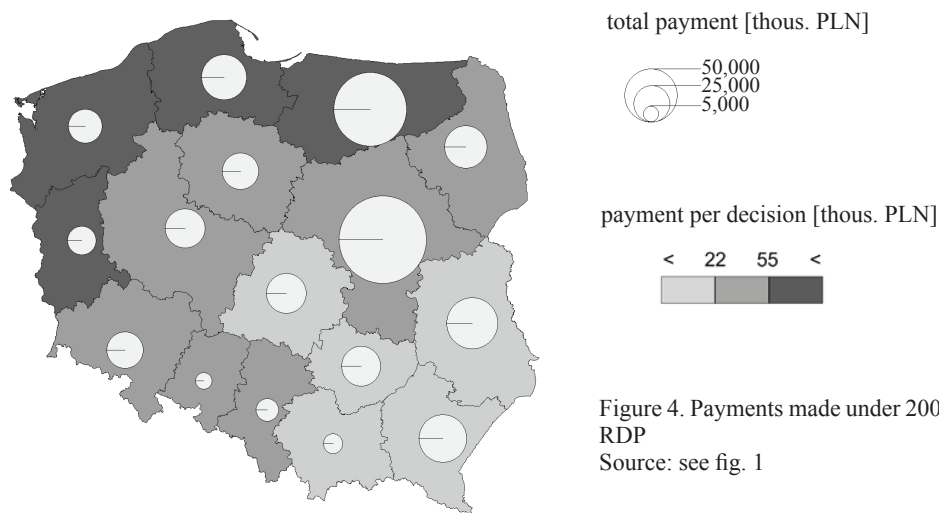 total payment [thous. PLN]
50,000
25,000
5,000
payment per decision [thous. PLN]
< 22 55 <
Figure 4. Payments made under 200
RDP
Source: see fig. 1